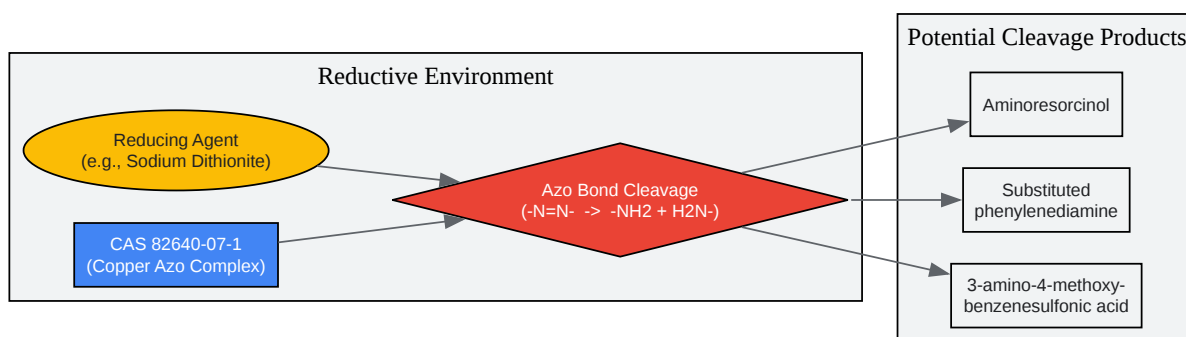 Potential Cleavage Products
Reductive Environment
Reducing Agent
(e.g., Sodium Dithionite)
CAS 82640-07-1
(Copper Azo Complex)
Azo Bond Cleavage
(-N=N-  ->  -NH2 + H2N-)
Aminoresorcinol
Substituted
phenylenediamine
3-amino-4-methoxy-
benzenesulfonic acid